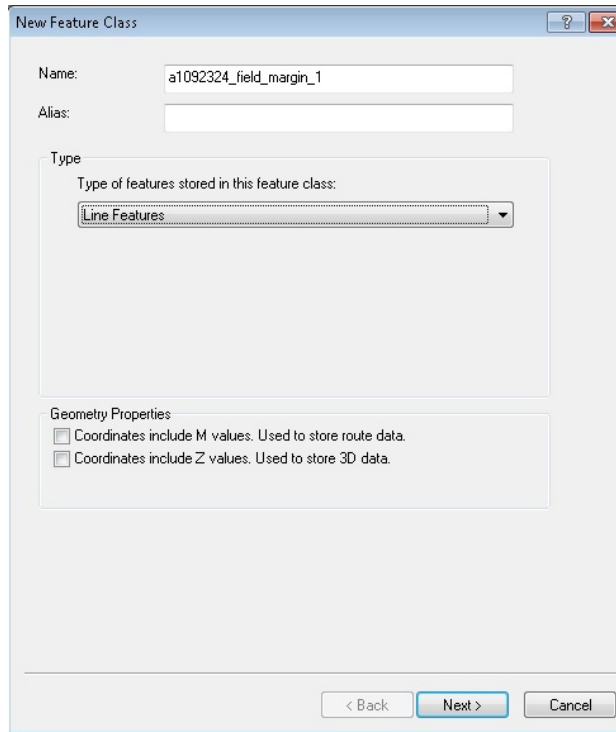 New Feature Class
Name:
a1092324_field_margin_1
Alias:
Type
Type of features stored in this feature class:
Line Features
Geometry Properties
Coordinates include M values. Used to store route data.
Coordinates include Z values. Used to store 3D data.
< Back Next > Cancel